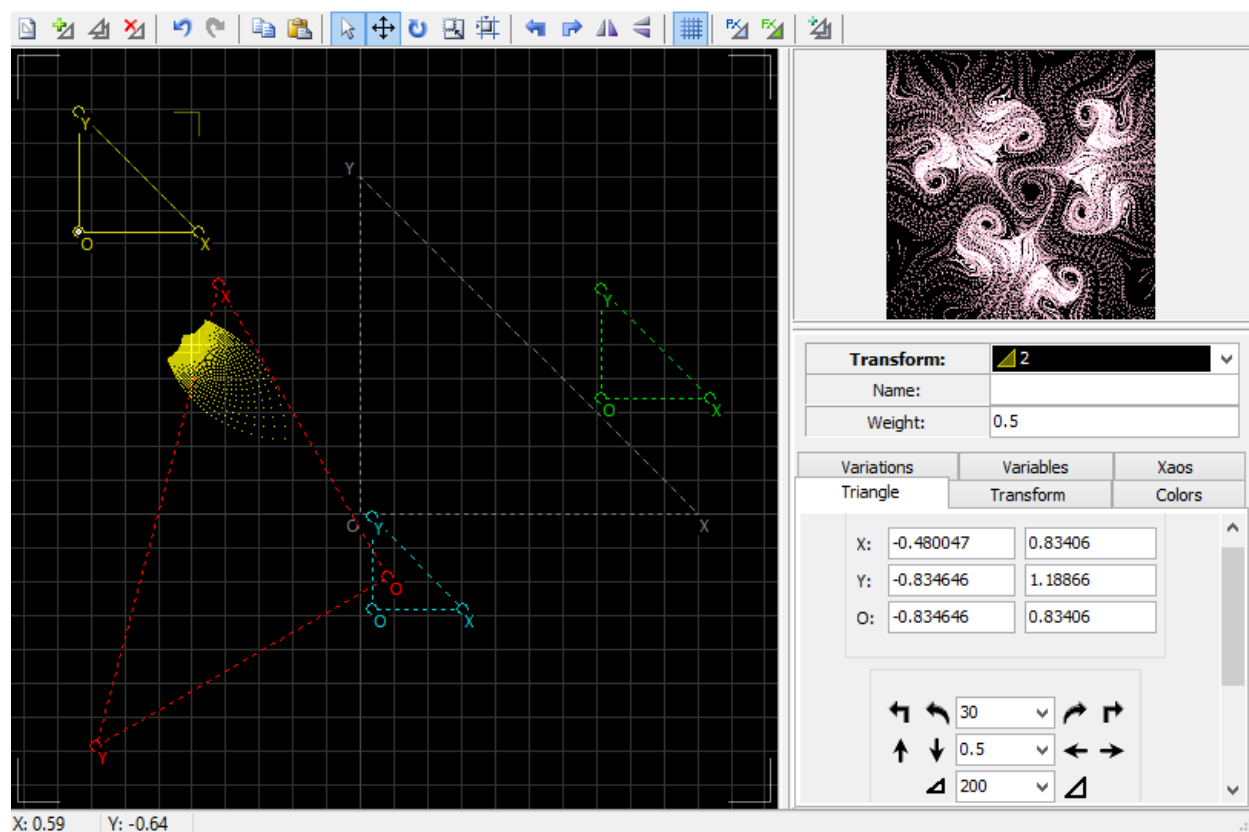 Y
X
O
X
O
Y
Y
X
O
Y
X
O
Y
X
O
Transform: 2
Name:
Weight: 0.5
Variations Variables Xaos
Triangle Transform Colors
X: -0.480047 0.83406
Y: -0.834646 1.18866
O: -0.834646 0.83406
30
0.5
200
X: 0.59 Y: -0.64